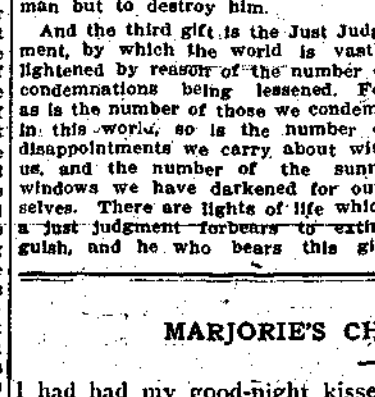 man but to destroy him.
And the third gift is the Just Judg
ment, by which the world is vast
lightened by reason of the number
condemnations being lessened. F
as is the number of those we condem
in this world, so is the number
disappointments we carry about wi
us, and the number of the sunn
windows we have darkened for ou
selves. There are lights of life whic
a just judgment forbears to extin
guish, and he who bears this gi
MARJORIE'S CH
I had had my good-night kisse